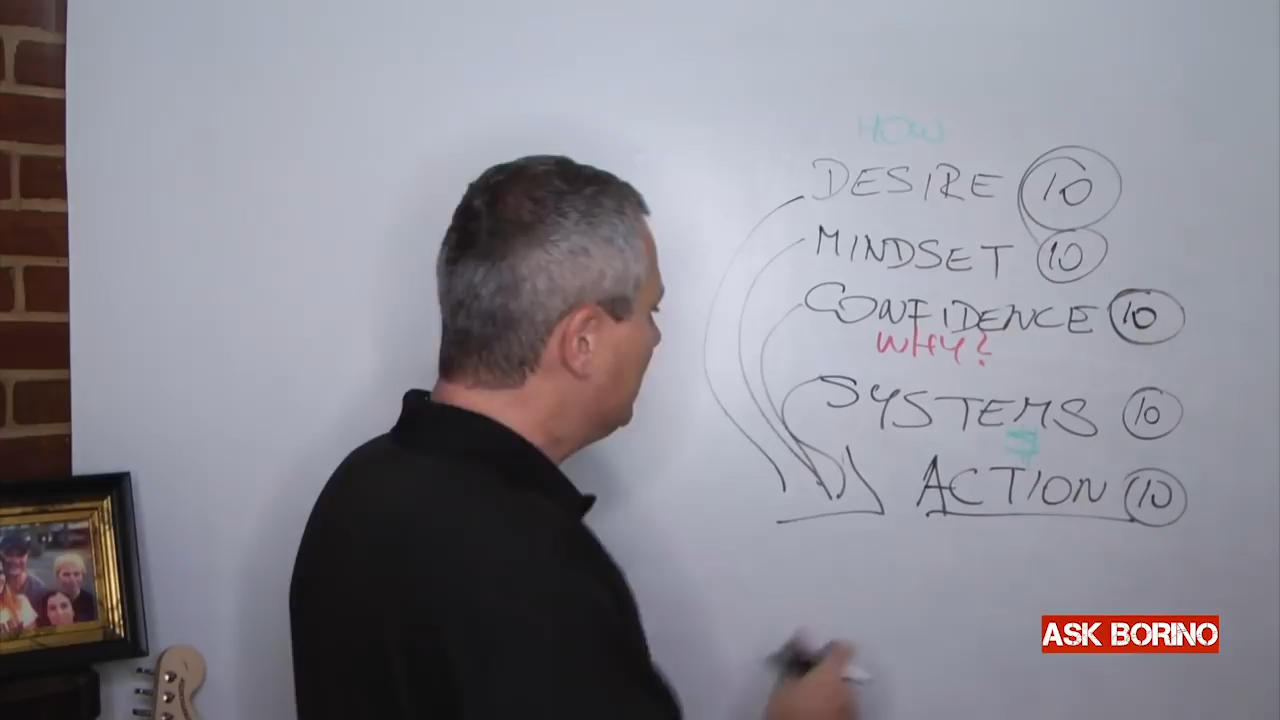 HOW
DESIRE 10
MINDSET 10
CONFIDENCE 10
WHY?
SYSTEMS 10
$
ACTION 10
ASK BORINO